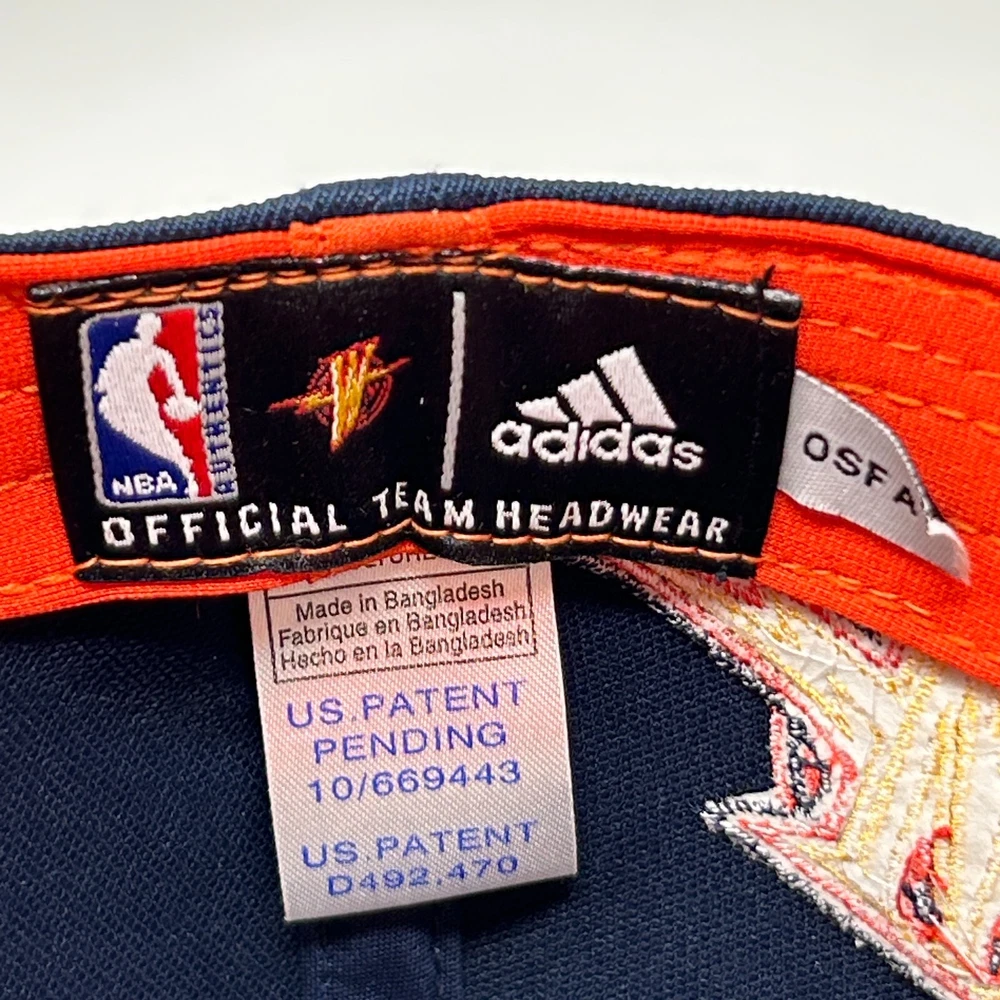 NBA
AUTHENTICS
adidas
OFFICIAL TEAM HEADWEAR
OSFA
Made in Bangladesh
Fabrique en Bangladesh
Hecho en la Bangladesh
US.PATENT
PENDING
10/669443
US.PATENT
D492,470